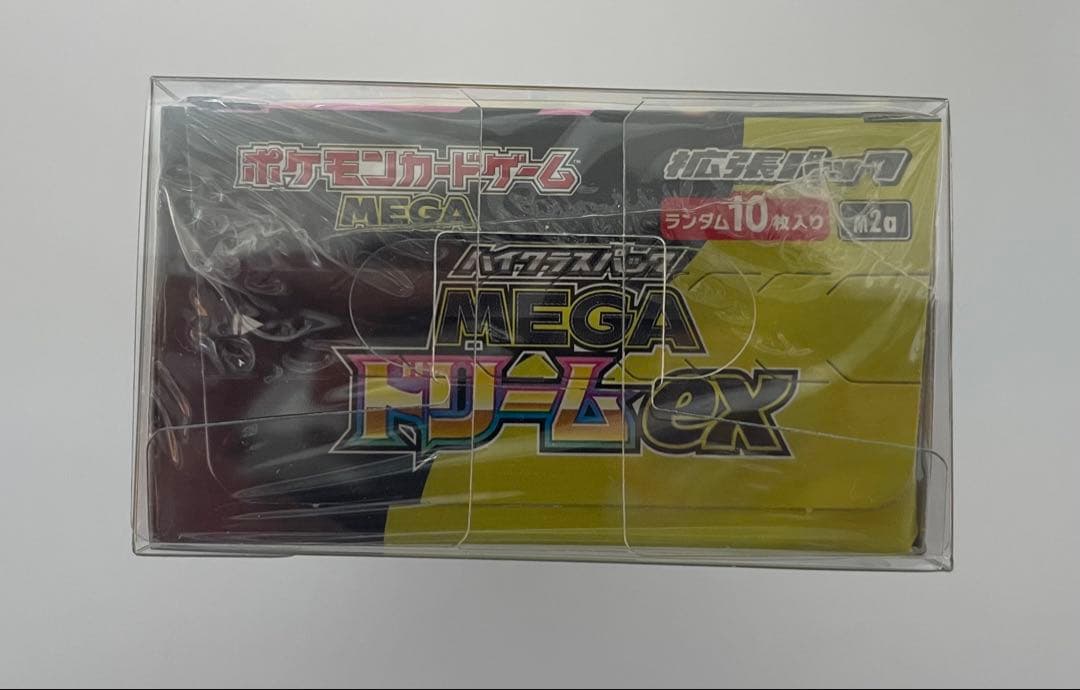 ポケモンカードゲーム
MEGA
拡張パック
ランダム10枚入り
m2a
ハイクラスパック
MEGA
ドリームex